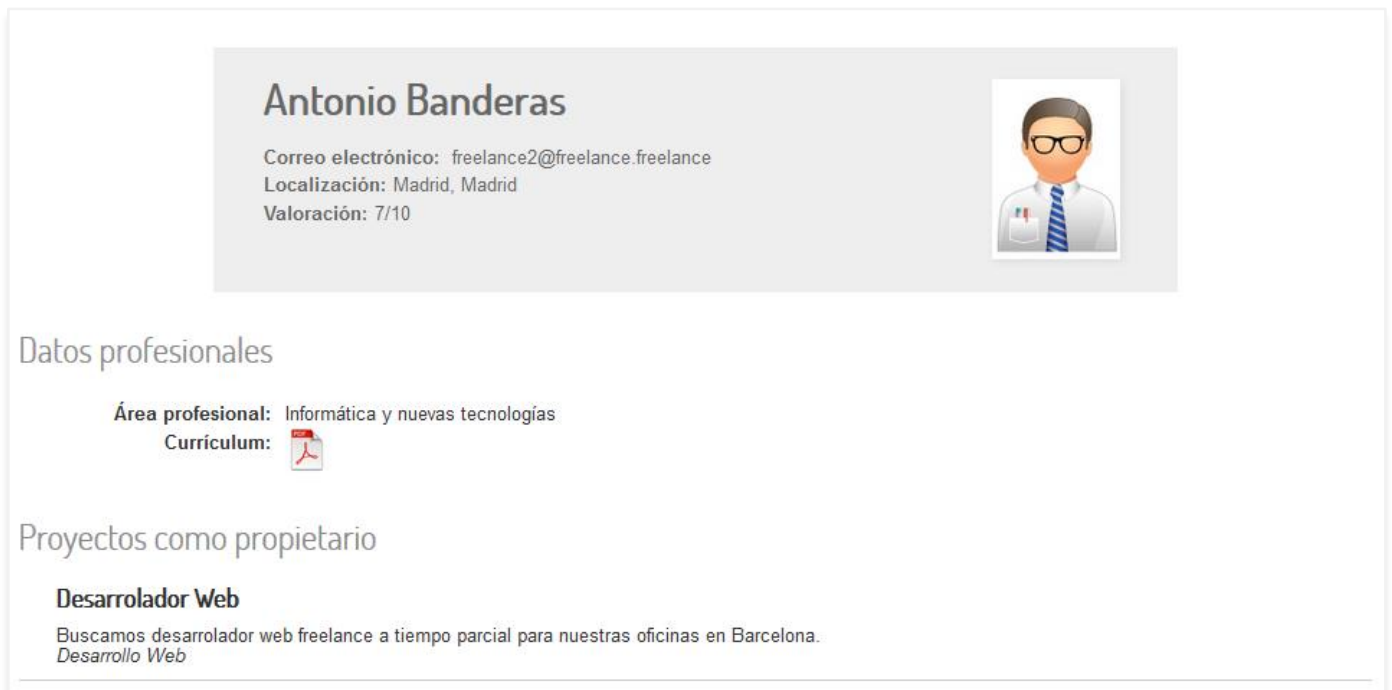 Antonio Banderas
Correo electrónico: freelance2@freelance.freelance
Localización: Madrid, Madrid
Valoración: 7/10
Datos profesionales
Área profesional: Informática y nuevas tecnologías
Currículum:
PDF
Proyectos como propietario
Desarrolador Web
Buscamos desarrolador web freelance a tiempo parcial para nuestras oficinas en Barcelona.
Desarrollo Web